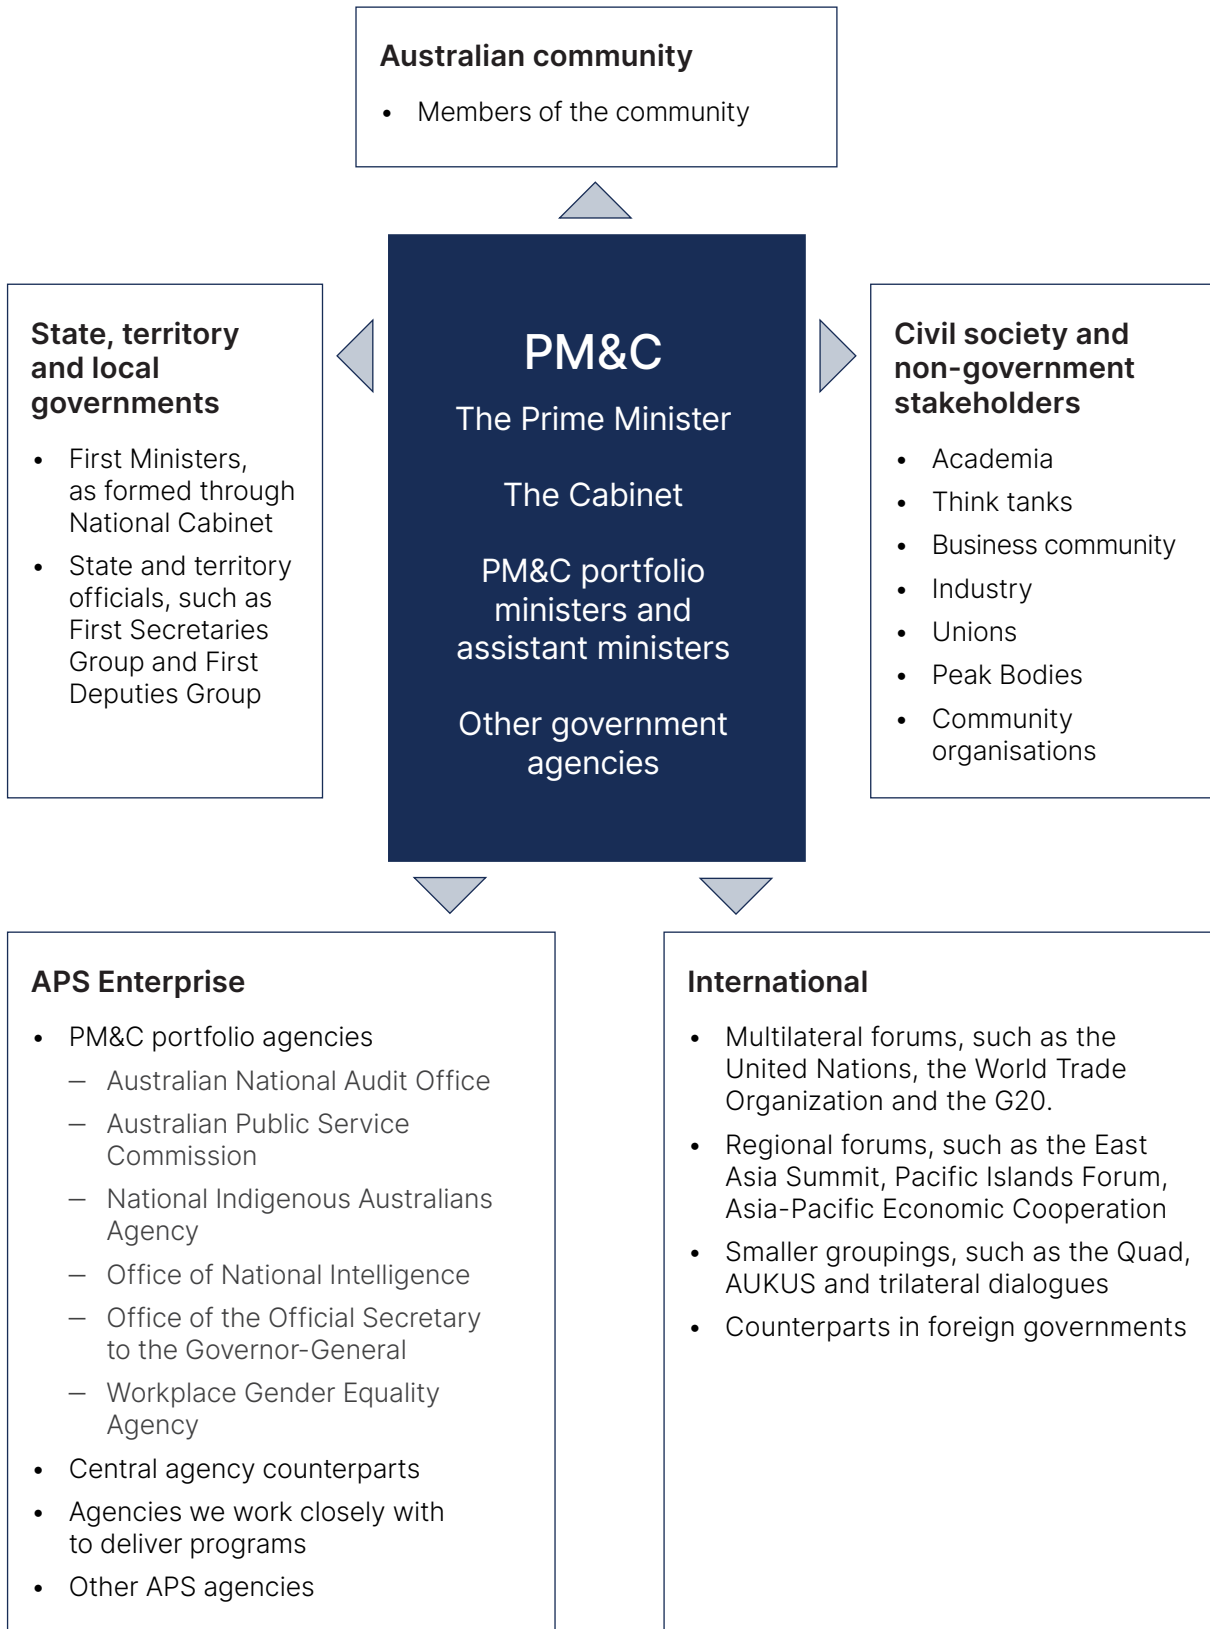 Australian community
• Members of the community
State, territory
and local
governments
• First Ministers,
as formed through
National Cabinet
• State and territory
officials, such as
First Secretaries
Group and First
Deputies Group
PM&C
The Prime Minister
The Cabinet
PM&C portfolio
ministers and
assistant ministers
Other government
agencies
Civil society and
non-government
stakeholders
• Academia
• Think tanks
• Business community
• Industry
• Unions
• Peak Bodies
• Community
organisations
APS Enterprise
• PM&C portfolio agencies
– Australian National Audit Office
– Australian Public Service
Commission
– National Indigenous Australians
Agency
– Office of National Intelligence
– Office of the Official Secretary
to the Governor-General
– Workplace Gender Equality
Agency
• Central agency counterparts
• Agencies we work closely with
to deliver programs
• Other APS agencies
International
• Multilateral forums, such as the
United Nations, the World Trade
Organization and the G20.
• Regional forums, such as the East
Asia Summit, Pacific Islands Forum,
Asia-Pacific Economic Cooperation
• Smaller groupings, such as the Quad,
AUKUS and trilateral dialogues
• Counterparts in foreign governments